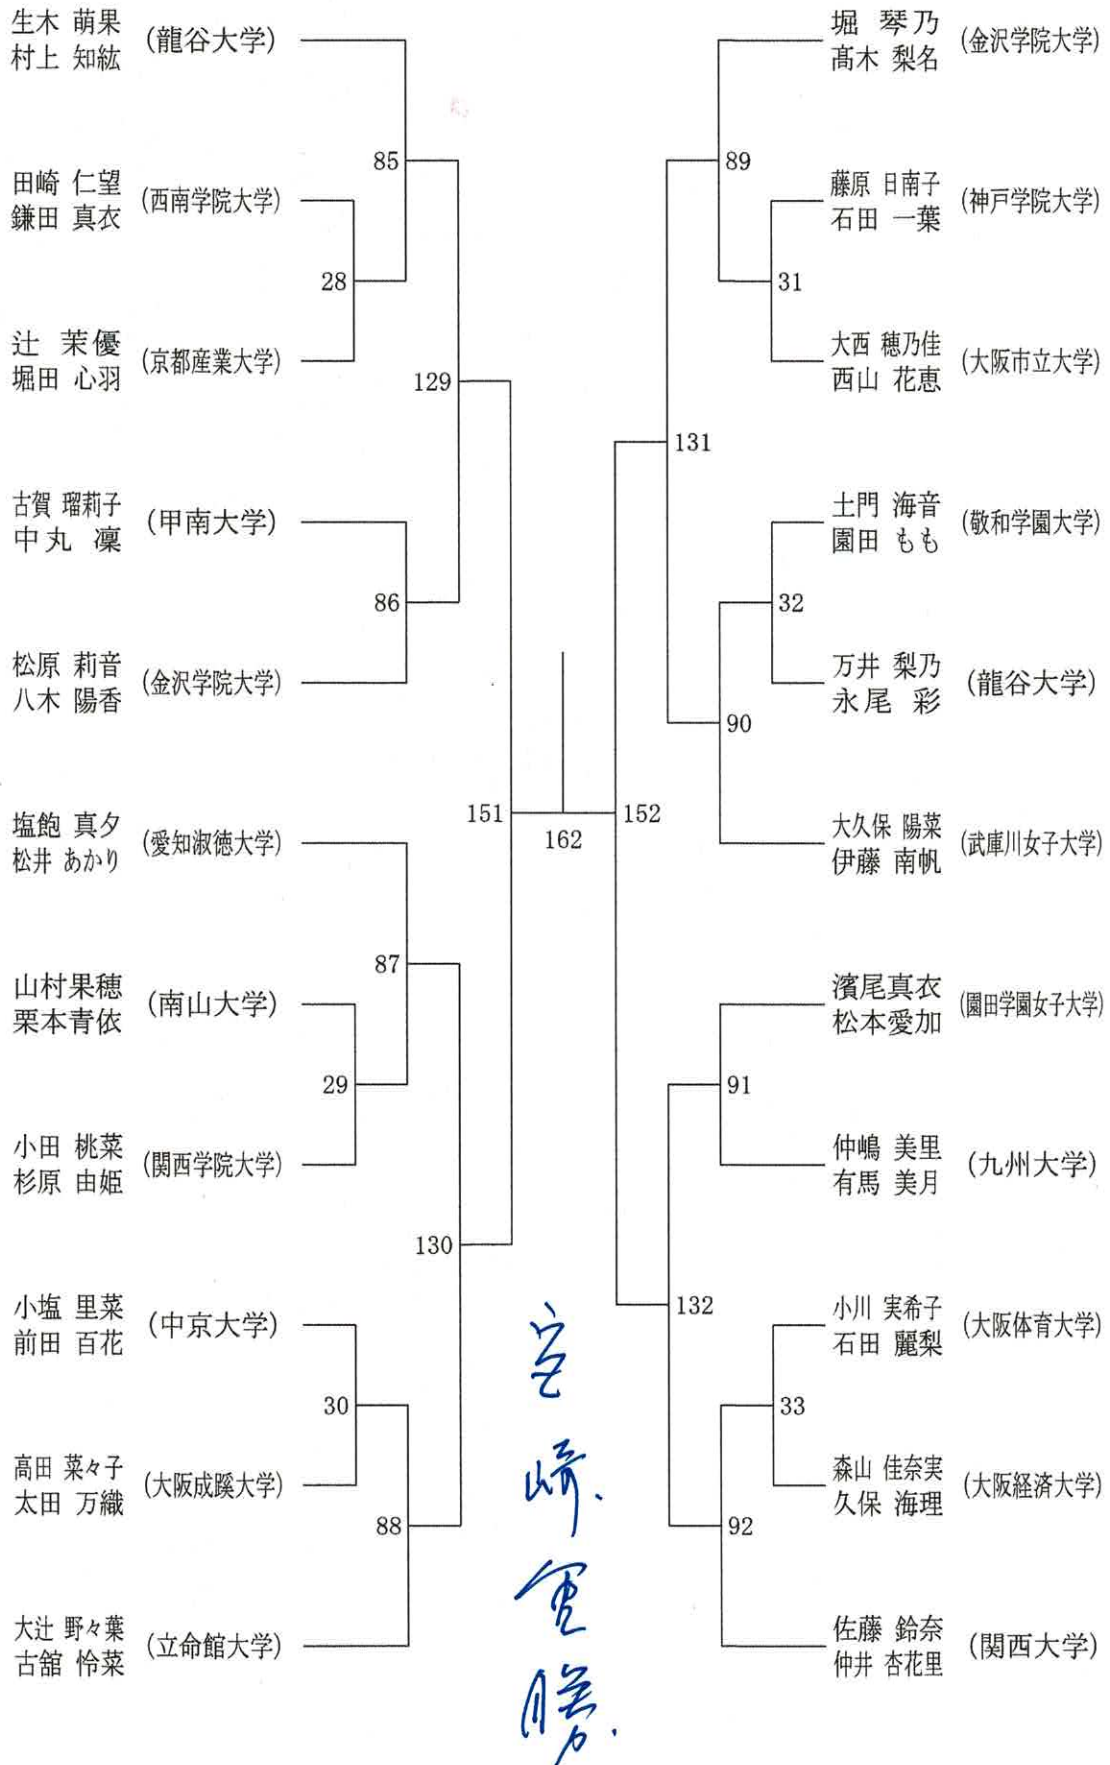 生木 萌果
村上 知紘
(龍谷大学)
85
田崎 仁望
鎌田 真衣
(西南学院大学)
28
辻 茉優
堀田 心羽
(京都産業大学)
129
古賀 瑠莉子
中丸 凜
(甲南大学)
86
松原 莉音
八木 陽香
(金沢学院大学)
151
塩飽 真夕
松井 あかり
(愛知淑徳大学)
87
山村果穂
栗本青依
(南山大学)
29
小田 桃菜
杉原 由姫
(関西学院大学)
130
小塩 里菜
前田 百花
(中京大学)
30
高田 菜々子
太田 万織
(大阪成蹊大学)
88
大辻 野々葉
古舘 怜菜
(立命館大学)
162
堀 琴乃
髙木 梨名
(金沢学院大学)
89
藤原 日南子
石田 一葉
(神戸学院大学)
31
大西 穂乃佳
西山 花恵
(大阪市立大学)
131
土門 海音
園田 もも
(敬和学園大学)
32
万井 梨乃
永尾 彩
(龍谷大学)
90
152
大久保 陽菜
伊藤 南帆
(武庫川女子大学)
濱尾真衣
松本愛加
(園田学園女子大学)
91
仲嶋 美里
有馬 美月
(九州大学)
132
小川 実希子
石田 麗梨
(大阪体育大学)
33
森山 佳奈実
久保 海理
(大阪経済大学)
92
佐藤 鈴奈
仲井 杏花里
(関西大学)